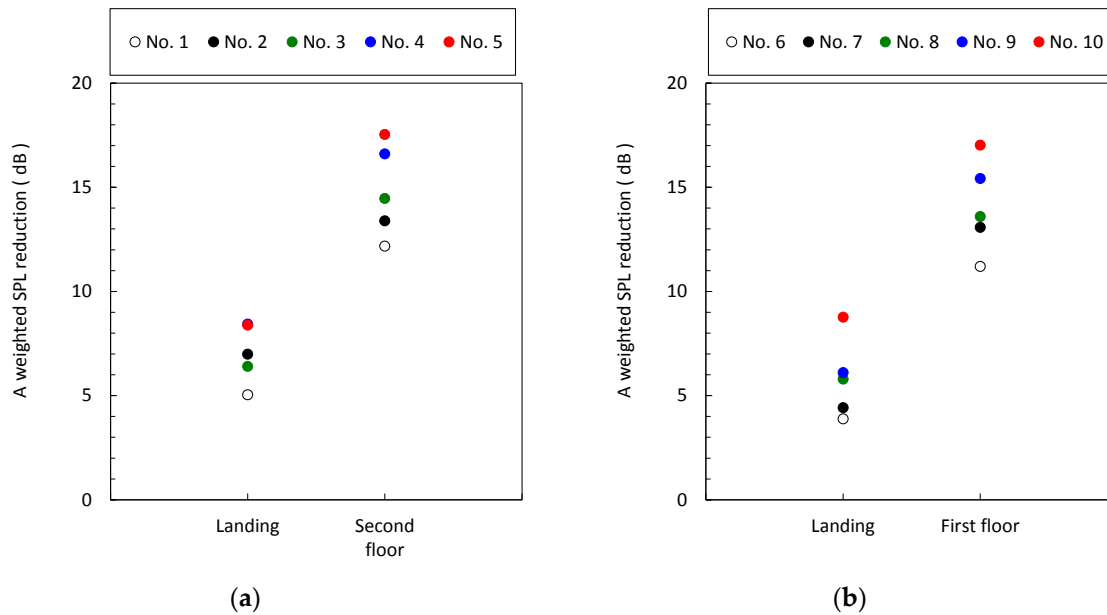 No. 1 No. 2 No. 3 No. 4 No. 5
20
15
10
5
0
A weighted SPL reduction ( dB )
Landing
Second
floor
(a)
No. 6 No. 7 No. 8 No. 9 No. 10
20
15
10
5
0
A weighted SPL reduction ( dB )
Landing
First floor
(b)